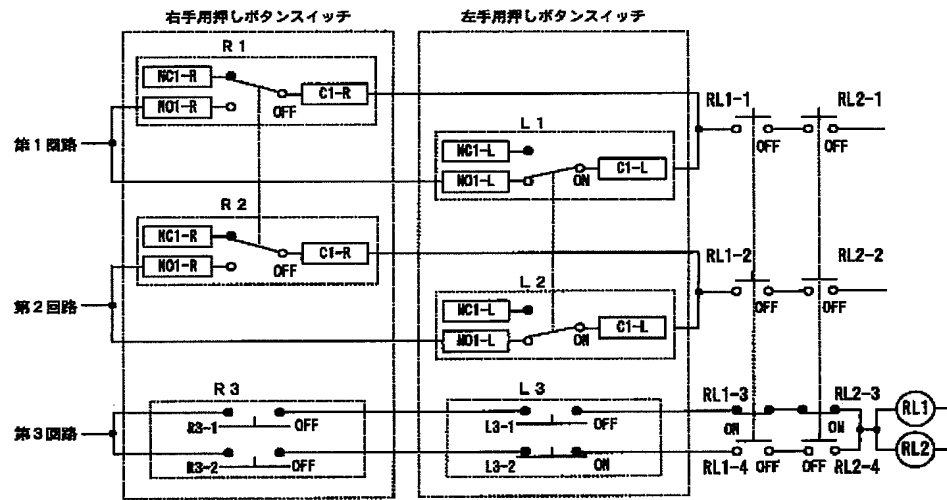 右手用押しボタンスイッチ
左手用押しボタンスイッチ
R1
NC1-R
NO1-R
OFF
C1-R
RL1-1
RL2-1
OFF
OFF
第1回路
L1
NC1-L
NO1-L
ON
C1-L
R2
NC1-R
NO1-R
OFF
C1-R
RL1-2
RL2-2
OFF
OFF
第2回路
L2
NC1-L
NO1-L
ON
C1-L
R3
L3
RL1-3
RL2-3
R3-1
OFF
L3-1
OFF
ON
ON
RL1
第3回路
R3-2
OFF
L3-2
ON
RL1-4
OFF
OFF
RL2-4
RL2